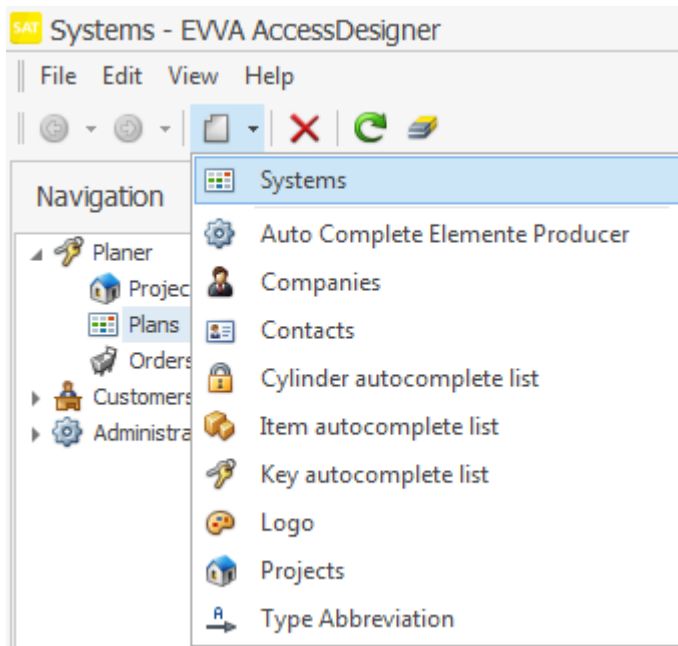 SAT Systems - EVVA AccessDesigner
File Edit View Help
Navigation
Planer
Projec
Plans
Orders
Customers
Administra
Systems
Auto Complete Elemente Producer
Companies
Contacts
Cylinder autocomplete list
Item autocomplete list
Key autocomplete list
Logo
Projects
A Type Abbreviation